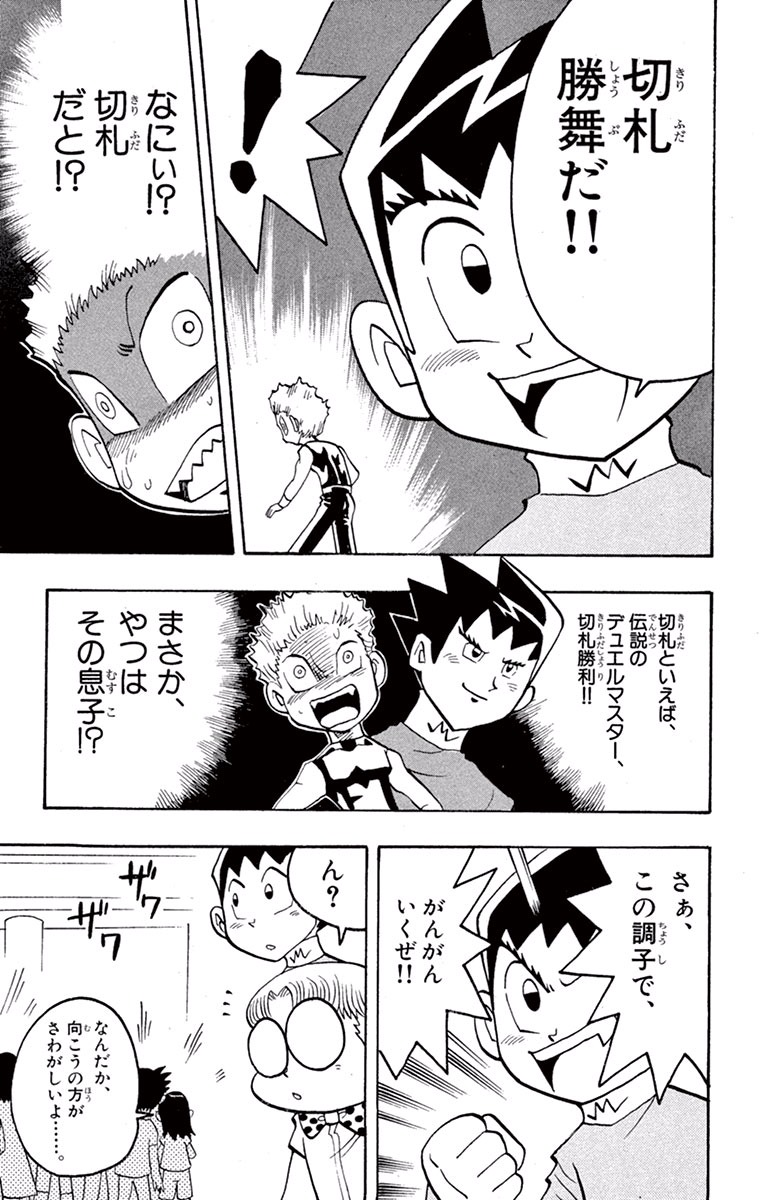 切札
勝舞だ!!
！
なにぃ!?
切札
だと!?
切札といえば、
伝説の
デュエルマスター、
切札勝利!!
まさか、
やつは
その息子!?
さぁ、
この調子で、
がんがん
いくぜ!!
ん？
ザワ
ザワ
なんだか、
向こうの方が
さわがしいよ……。